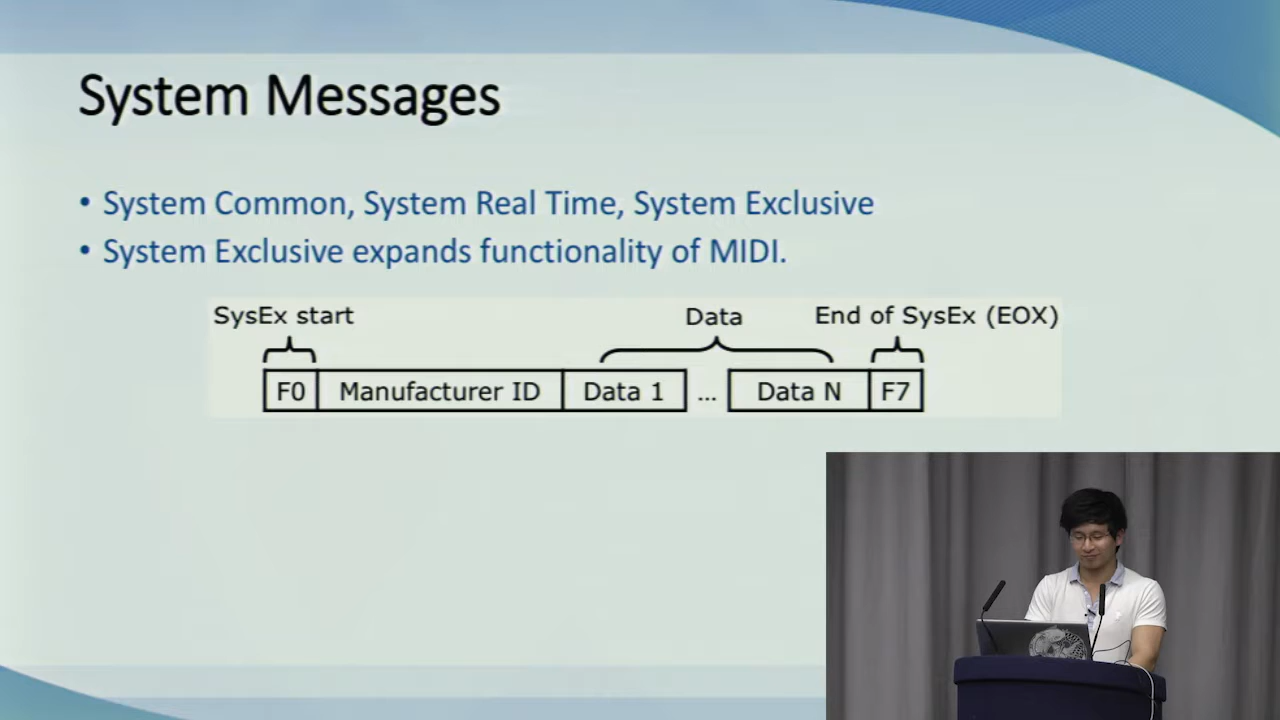 System Messages
• System Common, System Real Time, System Exclusive
• System Exclusive expands functionality of MIDI.
SysEx start Data End of SysEx (EOX)
F0 Manufacturer ID Data 1 ... Data N F7